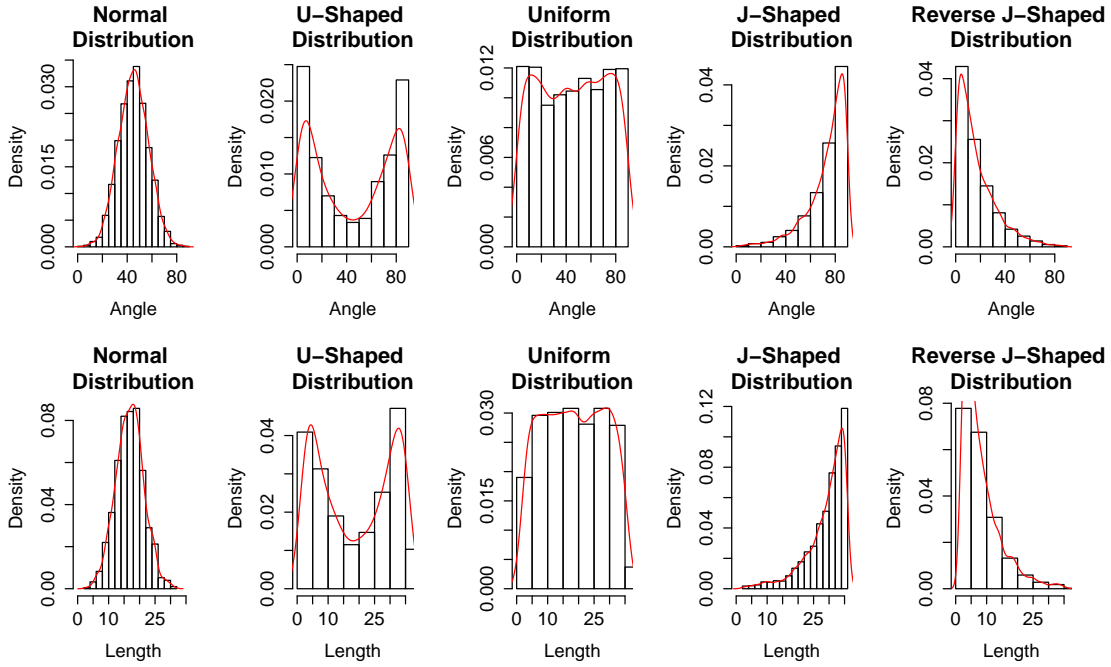 Normal
Distribution
Density
0.000 0.015 0.030
0 40 80
Angle
U−Shaped
Distribution
Density
0.000 0.010 0.020
0 40 80
Angle
Uniform
Distribution
Density
0.000 0.006 0.012
0 40 80
Angle
J−Shaped
Distribution
Density
0.00 0.02 0.04
0 40 80
Angle
Reverse J−Shaped
Distribution
Density
0.00 0.02 0.04
0 40 80
Angle
Normal
Distribution
Density
0.00 0.04 0.08
0 10 25
Length
U−Shaped
Distribution
Density
0.00 0.02 0.04
0 10 25
Length
Uniform
Distribution
Density
0.000 0.015 0.030
0 10 25
Length
J−Shaped
Distribution
Density
0.00 0.04 0.08 0.12
0 10 25
Length
Reverse J−Shaped
Distribution
Density
0.00 0.04 0.08
0 10 25
Length